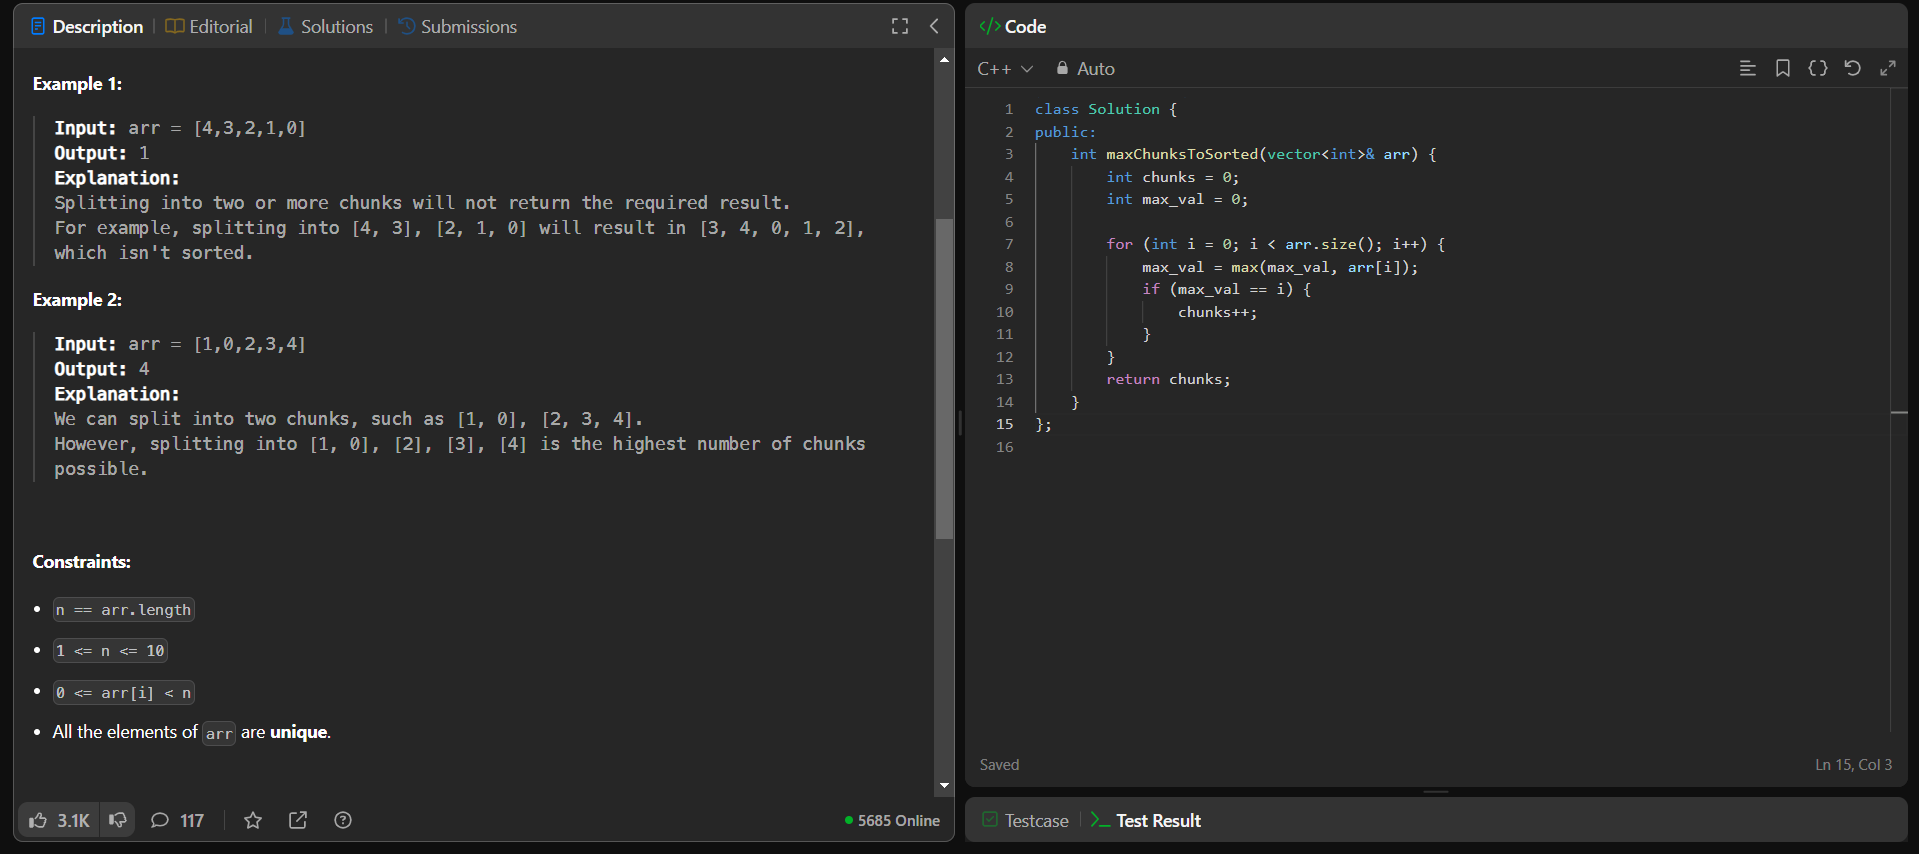 Description | Editorial | Solutions | Submissions
Example 1:
Input: arr = [4,3,2,1,0]
Output: 1
Explanation:
Splitting into two or more chunks will not return the required result.
For example, splitting into [4, 3], [2, 1, 0] will result in [3, 4, 0, 1, 2],
which isn't sorted.
Example 2:
Input: arr = [1,0,2,3,4]
Output: 4
Explanation:
We can split into two chunks, such as [1, 0], [2, 3, 4].
However, splitting into [1, 0], [2], [3], [4] is the highest number of chunks
possible.
Constraints:
• n == arr.length
• 1 <= n <= 10
• 0 <= arr[i] < n
• All the elements of arr are unique.
3.1K 117 5685 Online
</> Code
C++ Auto
1 class Solution {
2 public:
3     int maxChunksToSorted(vector<int>& arr) {
4         int chunks = 0;
5         int max_val = 0;
6
7         for (int i = 0; i < arr.size(); i++) {
8             max_val = max(max_val, arr[i]);
9             if (max_val == i) {
10                 chunks++;
11             }
12         }
13         return chunks;
14     }
15 };
16
Saved Ln 15, Col 3
Testcase | >_ Test Result